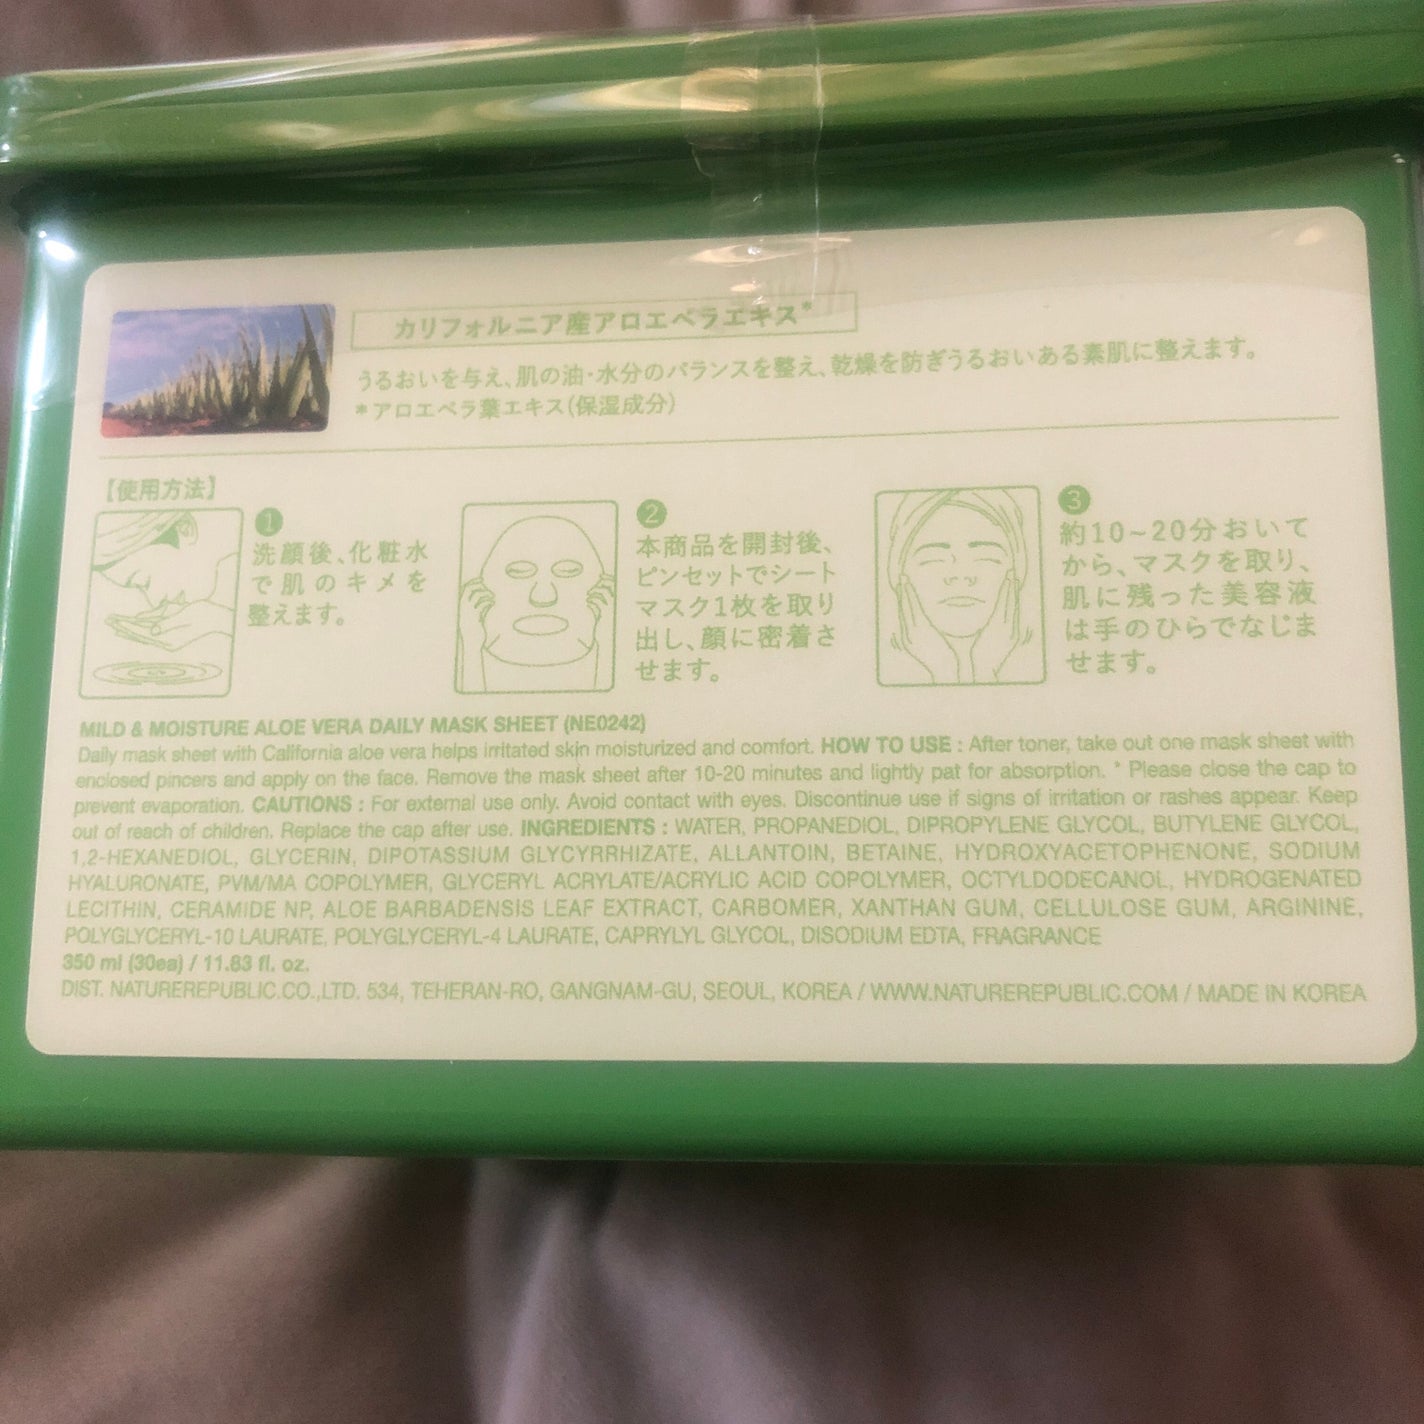 カリフォルニア産アロエベラエキス*
うるおいを与え、肌の油・水分のバランスを整え、乾燥を防ぎうるおいある素肌に整えます。
*アロエベラ葉エキス(保湿成分)
【使用方法】
1
洗顔後、化粧水
で肌のキメを
整えます。
2
本商品を開封後、
ピンセットでシート
マスク1枚を取り
出し、顔に密着さ
せます。
3
約10~20分おいて
から、マスクを取り、
肌に残った美容液
は手のひらでなじま
せます。
MILD & MOISTURE ALOE VERA DAILY MASK SHEET (NE0242)
Daily mask sheet with California aloe vera helps irritated skin moisturized and comfort. HOW TO USE : After toner, take out one mask sheet with
enclosed pincers and apply on the face. Remove the mask sheet after 10-20 minutes and lightly pat for absorption. * Please close the cap to
prevent evaporation. CAUTIONS : For external use only. Avoid contact with eyes. Discontinue use if signs of irritation or rashes appear. Keep
out of reach of children. Replace the cap after use. INGREDIENTS : WATER, PROPANEDIOL, DIPROPYLENE GLYCOL, BUTYLENE GLYCOL,
1,2-HEXANEDIOL, GLYCERIN, DIPOTASSIUM GLYCYRRHIZATE, ALLANTOIN, BETAINE, HYDROXYACETOPHENONE, SODIUM
HYALURONATE, PVM/MA COPOLYMER, GLYCERYL ACRYLATE/ACRYLIC ACID COPOLYMER, OCTYLDODECANOL, HYDROGENATED
LECITHIN, CERAMIDE NP, ALOE BARBADENSIS LEAF EXTRACT, CARBOMER, XANTHAN GUM, CELLULOSE GUM, ARGININE,
POLYGLYCERYL-10 LAURATE, POLYGLYCERYL-4 LAURATE, CAPRYLYL GLYCOL, DISODIUM EDTA, FRAGRANCE
350 ml (30ea) / 11.83 fl. oz.
DIST. NATUREREPUBLIC.CO.,LTD. 534, TEHERAN-RO, GANGNAM-GU, SEOUL, KOREA / WWW.NATUREREPUBLIC.COM / MADE IN KOREA